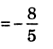 = -8/5